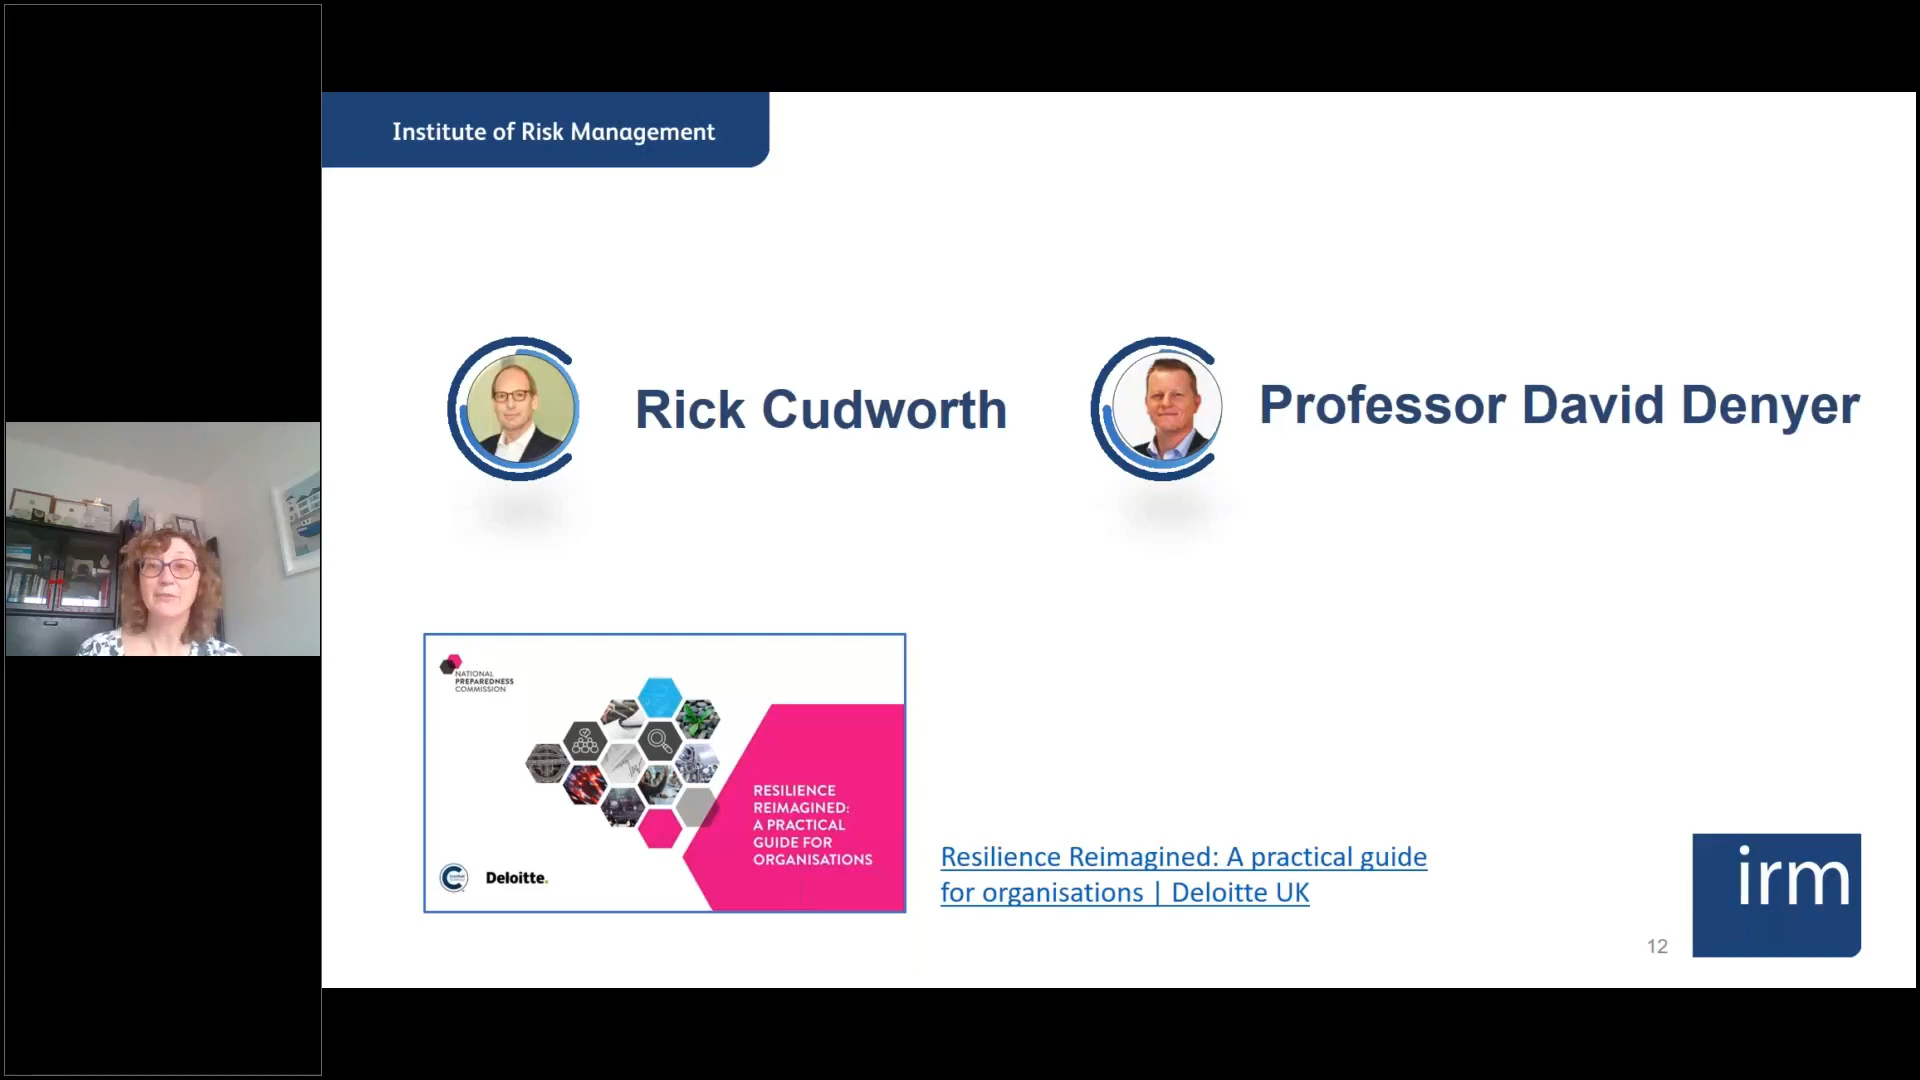 Institute of Risk Management
Rick Cudworth
Professor David Denyer
NATIONAL
PREPAREDNESS
COMMISSION
RESILIENCE
REIMAGINED:
A PRACTICAL
GUIDE FOR
ORGANISATIONS
Deloitte.
Resilience Reimagined: A practical guide
for organisations | Deloitte UK
irm
12